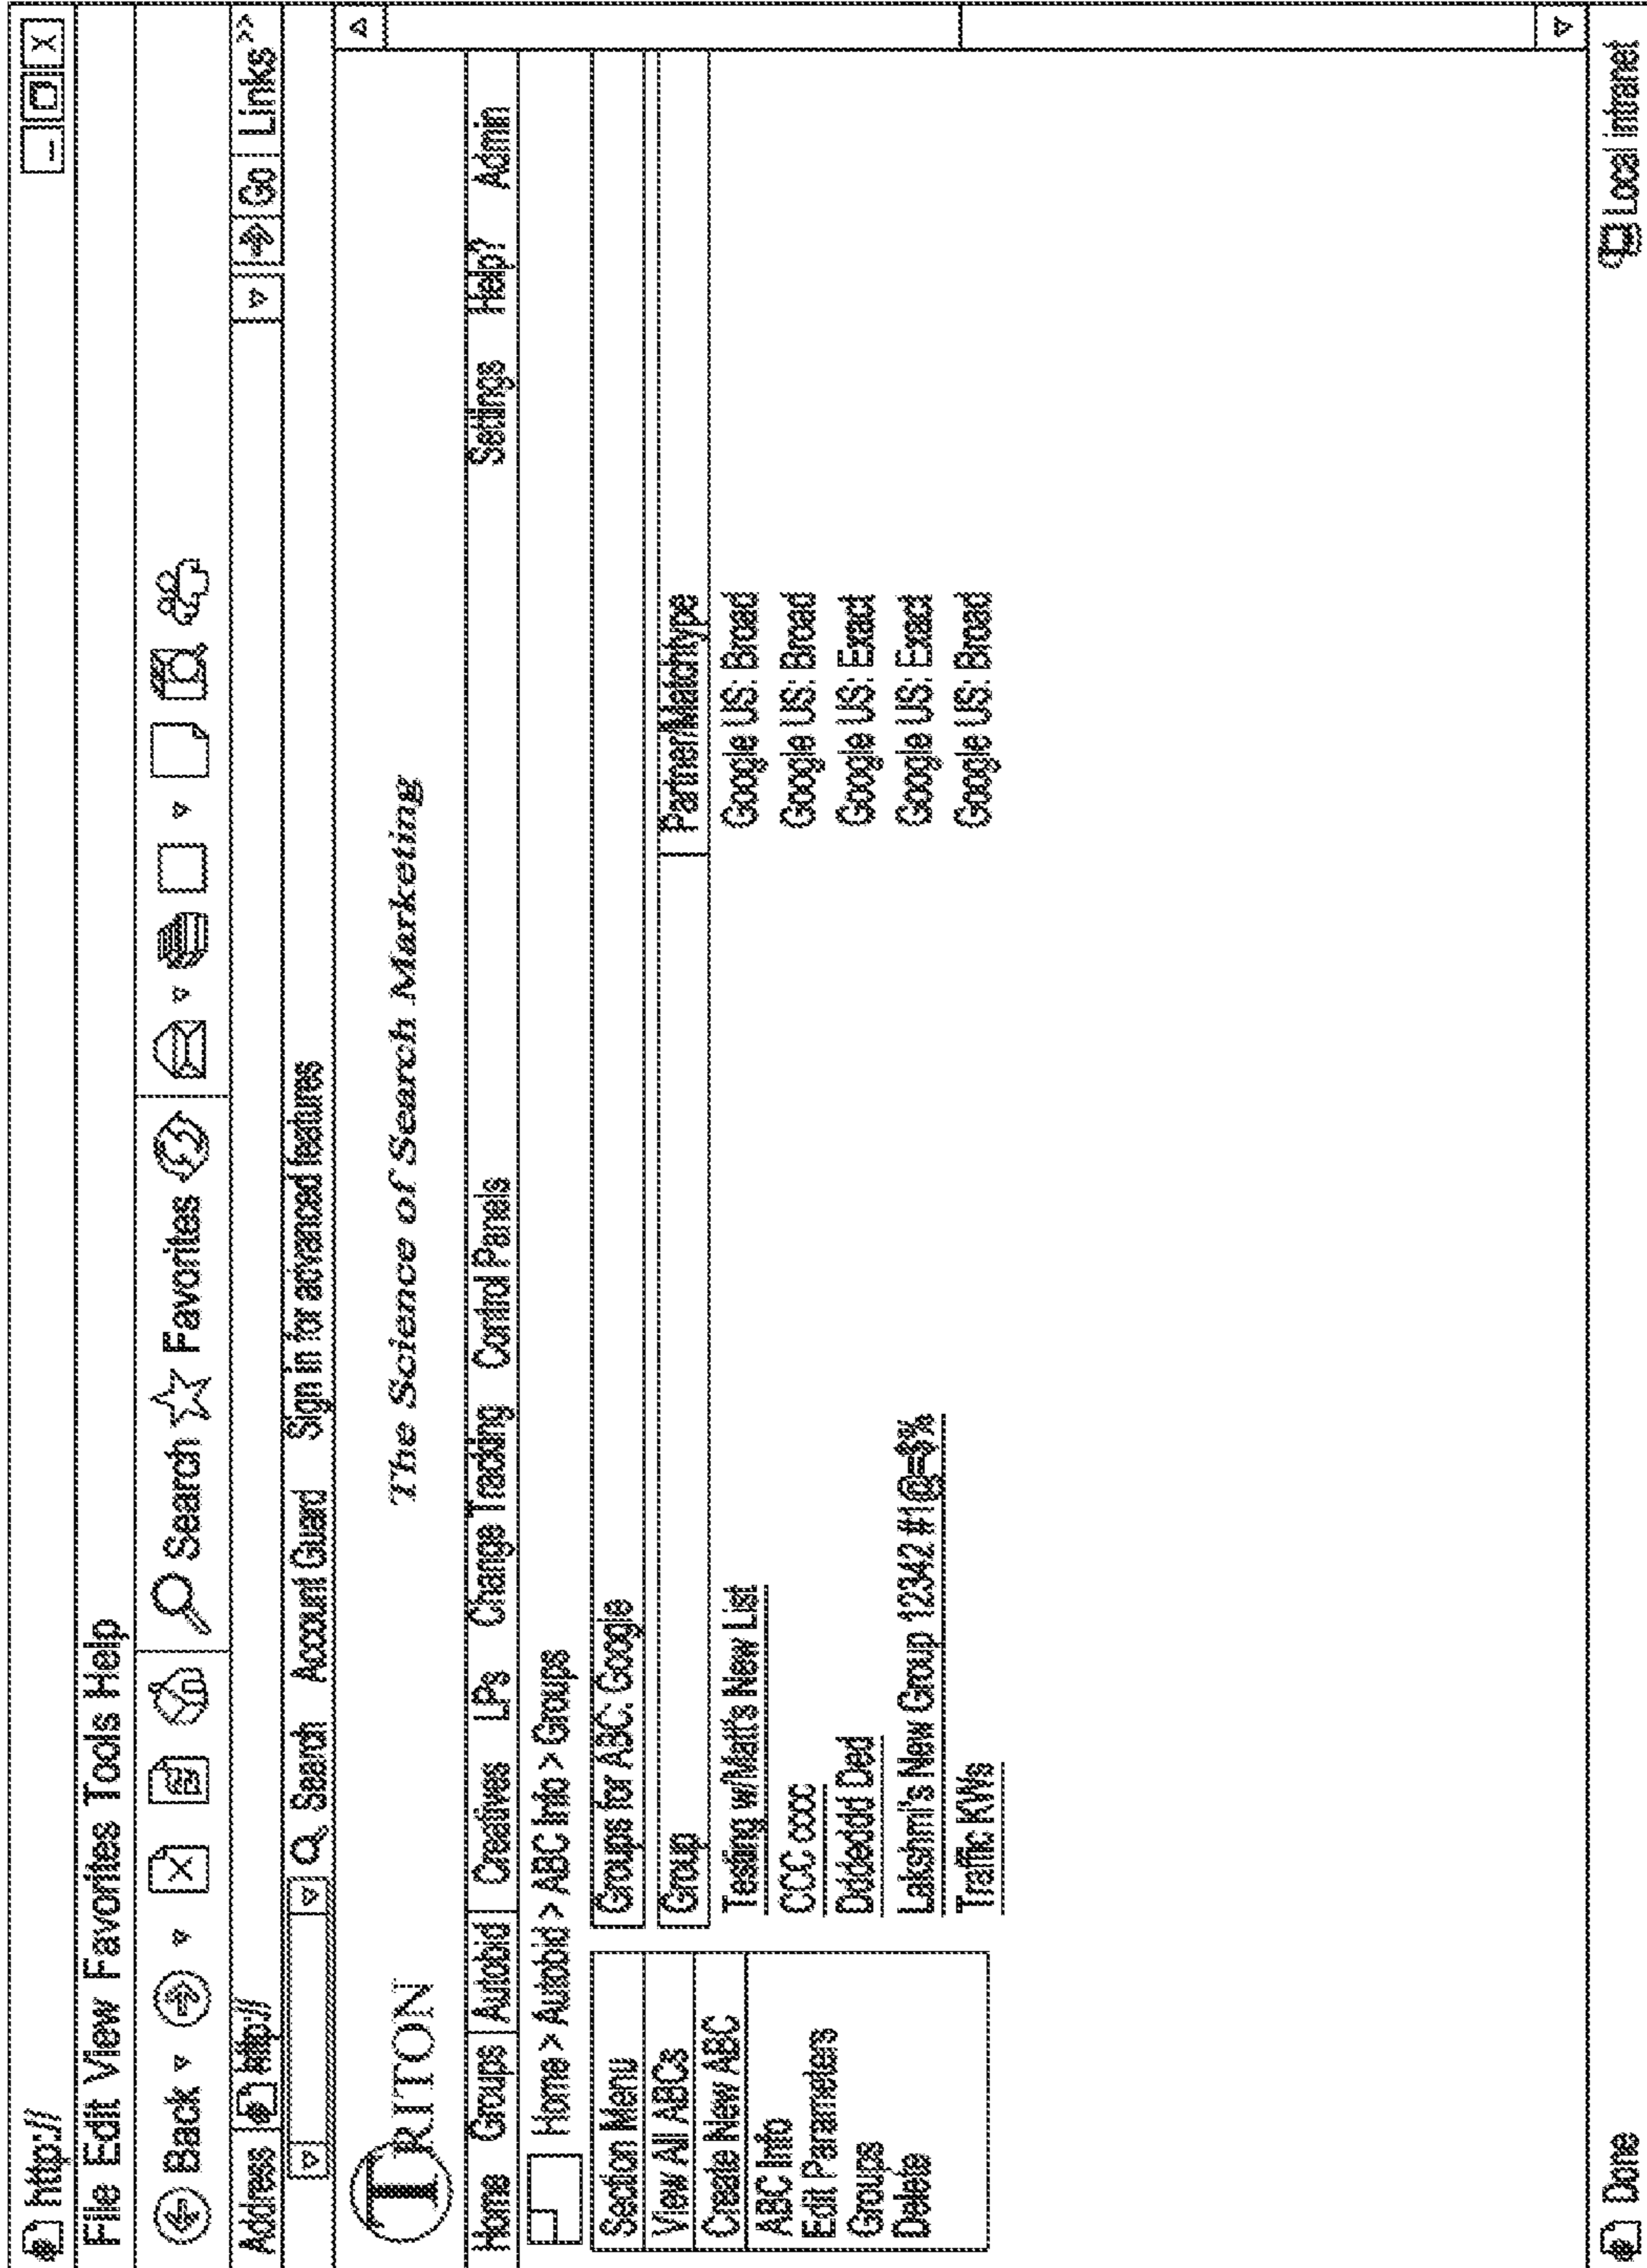 http://
File Edit View Favorites Tools Help
Back Search Favorites
Address http:// Go Links >>
Search Account Guard Sign in for advanced features
TRITON The Science of Search Marketing
Home Groups Autobid Creatives LPs Change Tracking Control Panels Settings Help? Admin
Home > Autobid > ABC Info > Groups
Section Menu
View All ABCs
Create New ABC
ABC Info
Edit Parameters
Groups
Delete
Groups for ABC: Google
Group Partner/Matchtype
Testing w/Matt's New List Google US: Broad
CCC cccc Google US: Broad
Dddeddd Ded Google US: Exact
Lakshmi's New Group 12342 #1@=$% Google US: Exact
Traffic KWs Google US: Broad
Done Local intranet